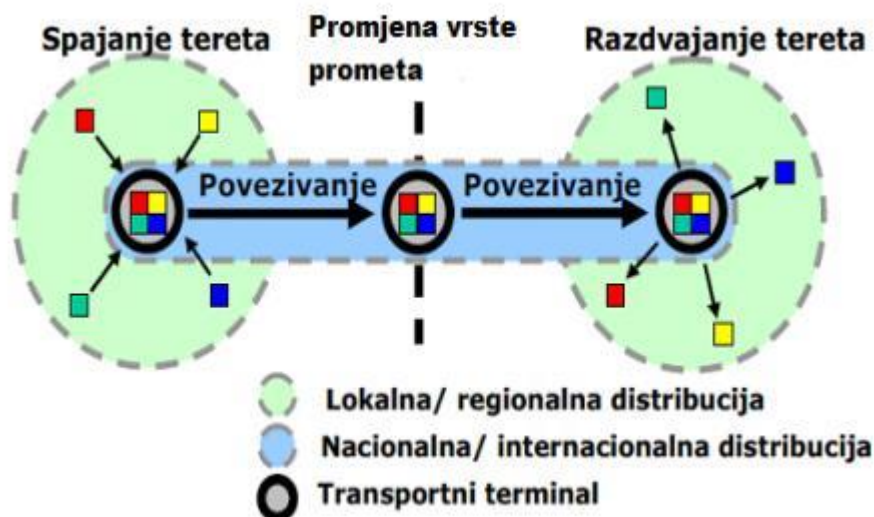 Spajanje tereta
Promjena vrste
prometa
Razdvajanje tereta
Povezivanje
Povezivanje
Lokalna/ regionalna distribucija
Nacionalna/ internacionalna distribucija
Transportni terminal